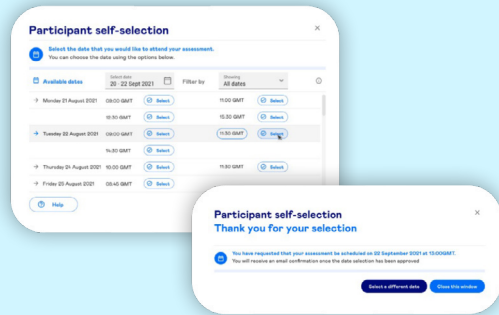 Participant self-selection
Select the date that you would like to attend your assessment.
You can choose the date using the options below.
Available dates
Select date
20 - 22 Sept 2021
Filter by
Showing
All dates
Monday 21 August 2021 09:00 GMT Select 11:00 GMT Select
10:30 GMT Select 15:30 GMT Select
Tuesday 22 August 2021 09:00 GMT Select 11:30 GMT Select
14:30 GMT Select
Thursday 24 August 2021 10:00 GMT Select 11:30 GMT Select
Friday 25 August 2021 09:45 GMT Select
Help
Participant self-selection
Thank you for your selection
You have requested that your assessment be scheduled on 22 September 2021 at 13:00GMT.
You will receive an email confirmation once the date selection has been approved
Select a different date
Close this window